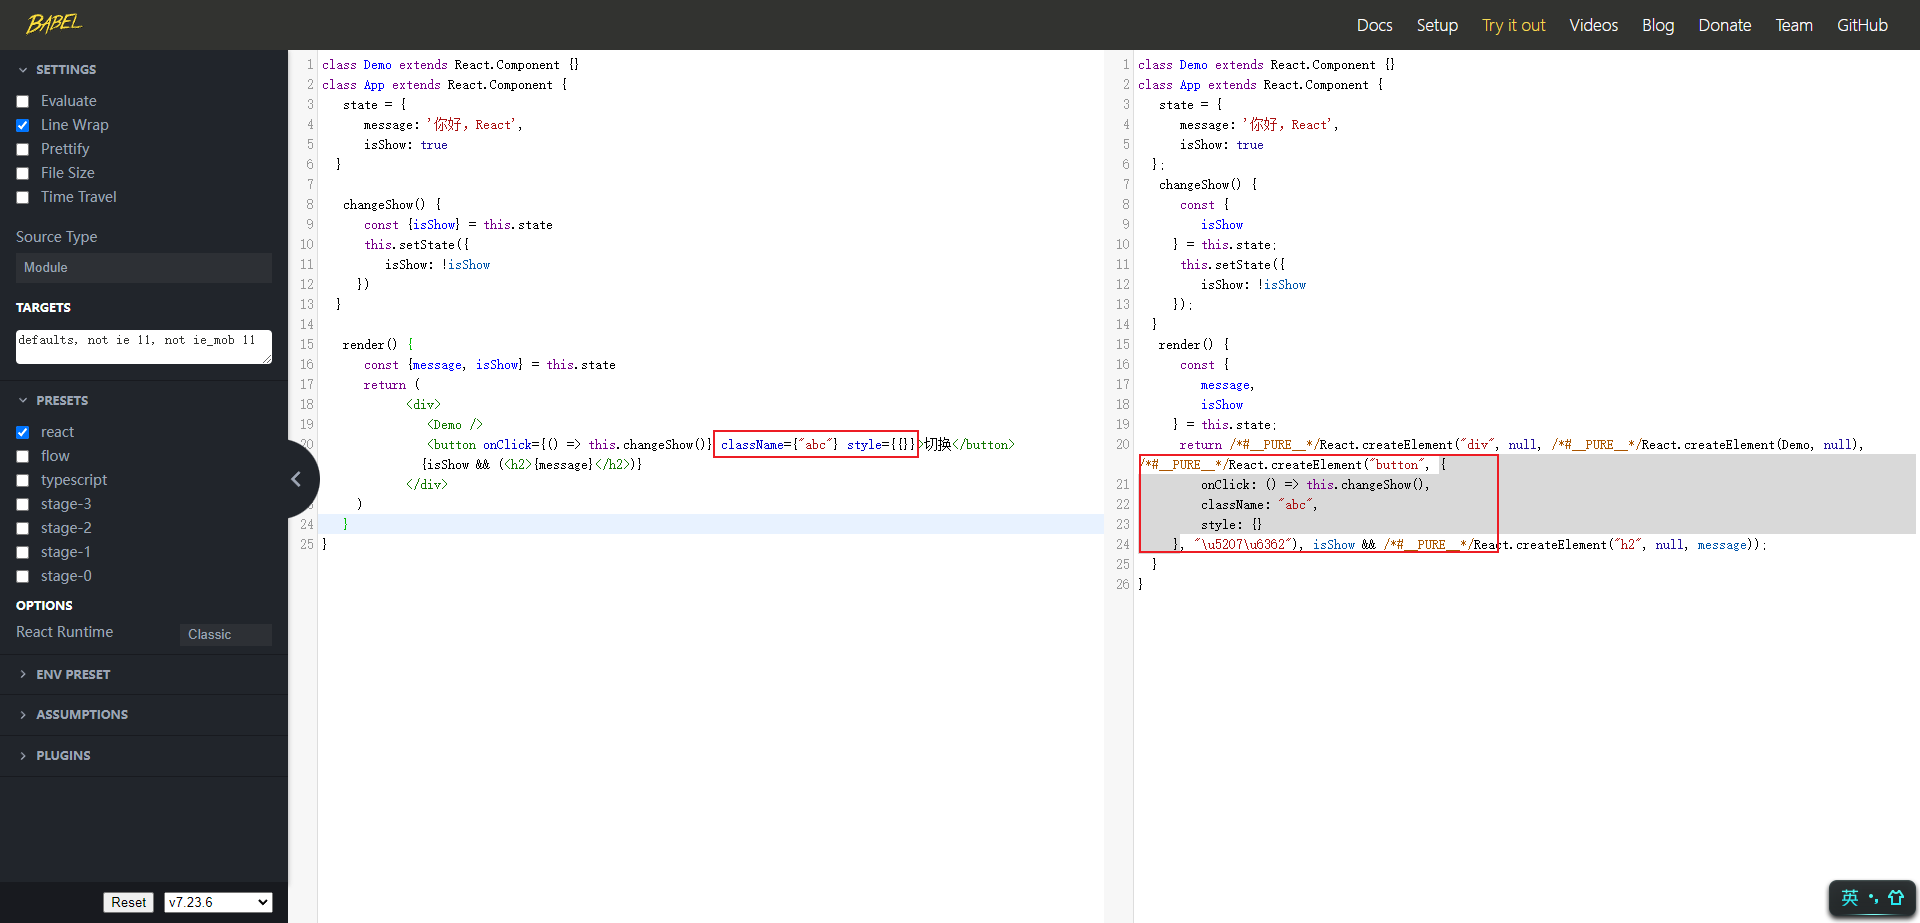 BABEL
Docs Setup Try it out Videos Blog Donate Team GitHub
SETTINGS
Evaluate
Line Wrap
Prettify
File Size
Time Travel
Source Type
Module
TARGETS
defaults, not ie 11, not ie_mob 11
PRESETS
react
flow
typescript
stage-3
stage-2
stage-1
stage-0
OPTIONS
React Runtime Classic
ENV PRESET
ASSUMPTIONS
PLUGINS
Reset v7.23.6
1 class Demo extends React.Component {}
2 class App extends React.Component {
3 state = {
4 message: '你好，React',
5 isShow: true
6 }
7
8 changeShow() {
9 const {isShow} = this.state
10 this.setState({
11 isShow: !isShow
12 })
13 }
14
15 render() {
16 const {message, isShow} = this.state
17 return (
18 <div>
19 <Demo />
20 <button onClick={() => this.changeShow()} className={"abc"} style={{}}>切换</button>
{isShow && (<h2>{message}</h2>)}
</div>
)
24 }
25 }
1 class Demo extends React.Component {}
2 class App extends React.Component {
3 state = {
4 message: '你好，React',
5 isShow: true
6 };
7 changeShow() {
8 const {
9 isShow
10 } = this.state;
11 this.setState({
12 isShow: !isShow
13 });
14 }
15 render() {
16 const {
17 message,
18 isShow
19 } = this.state;
20 return /*#__PURE__*/React.createElement("div", null, /*#__PURE__*/React.createElement(Demo, null),
/*#__PURE__*/React.createElement("button", {
21 onClick: () => this.changeShow(),
22 className: "abc",
23 style: {}
24 }, "\u5207\u6362"), isShow && /*#__PURE__*/React.createElement("h2", null, message));
25 }
26 }
英